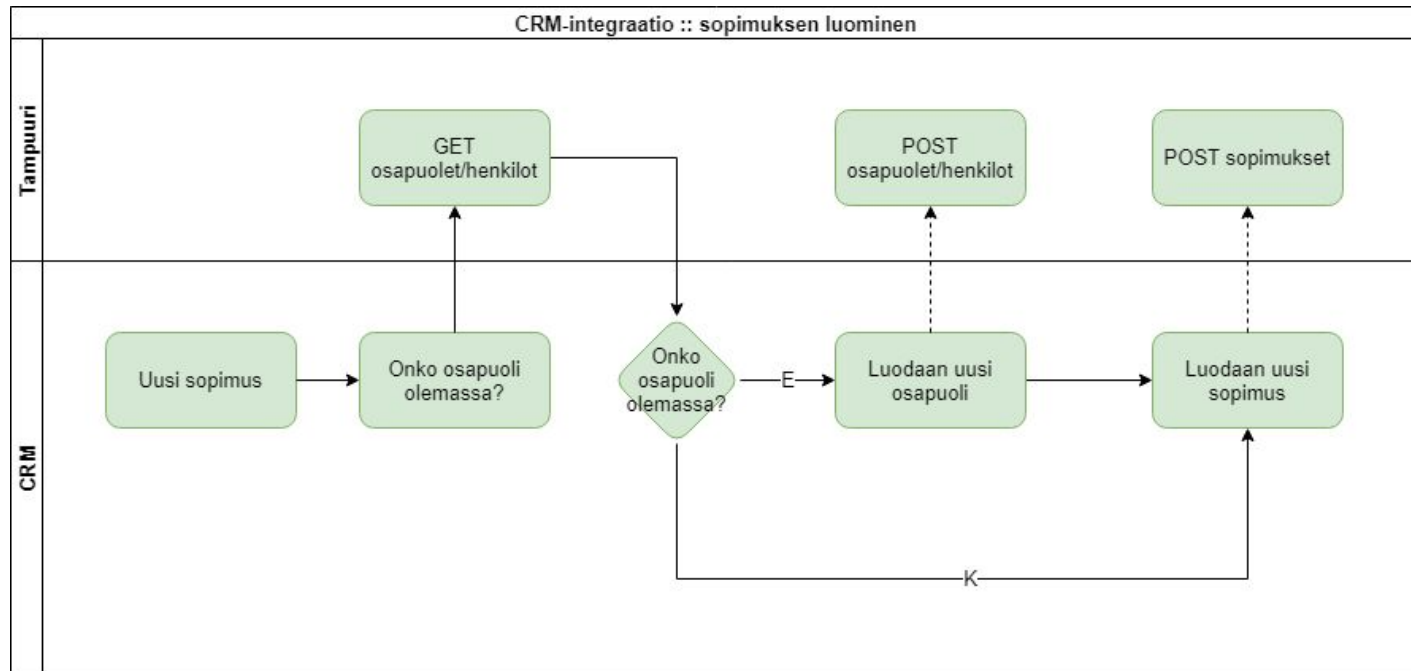 CRM-integraatio :: sopimuksen luominen
Tampuuri
GET
osapuolet/henkilot
POST
osapuolet/henkilot
POST sopimukset
CRM
Uusi sopimus
Onko osapuoli
olemassa?
Onko
osapuoli
olemassa?
E
Luodaan uusi
osapuoli
Luodaan uusi
sopimus
K